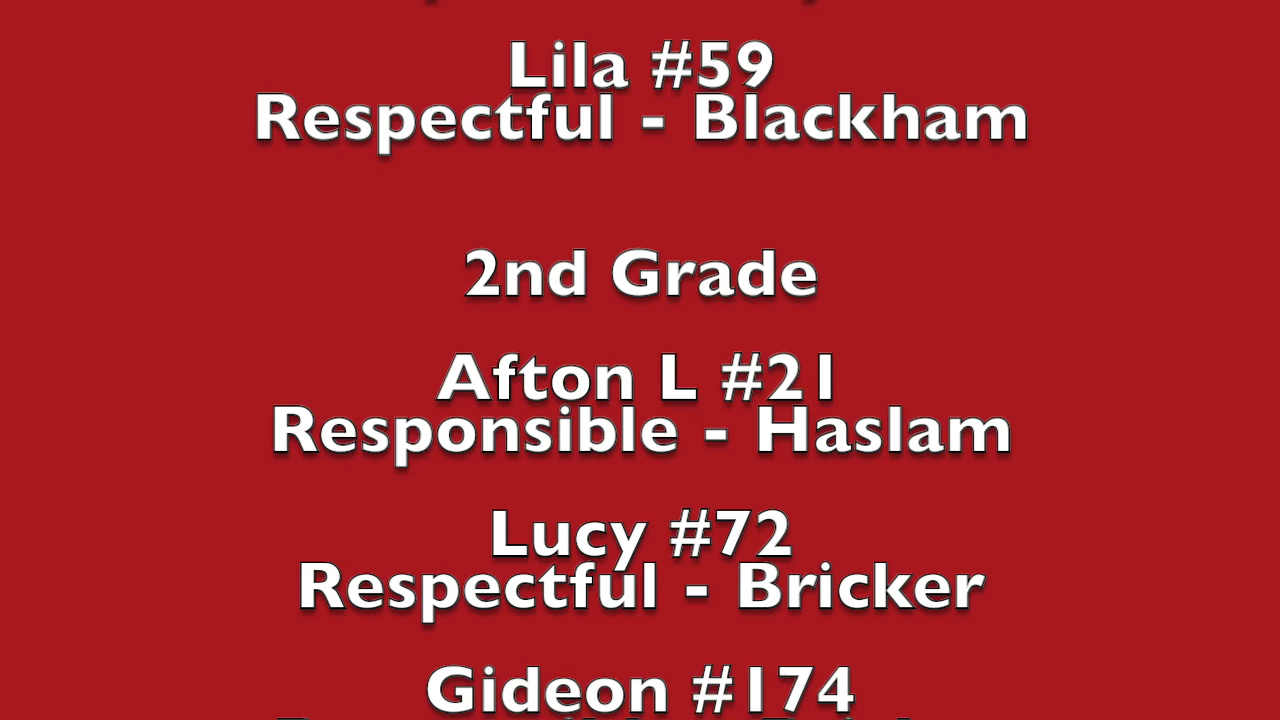 Lila #59
Respectful - Blackham
2nd Grade
Afton L #21
Responsible - Haslam
Lucy #72
Respectful - Bricker
Gideon #174